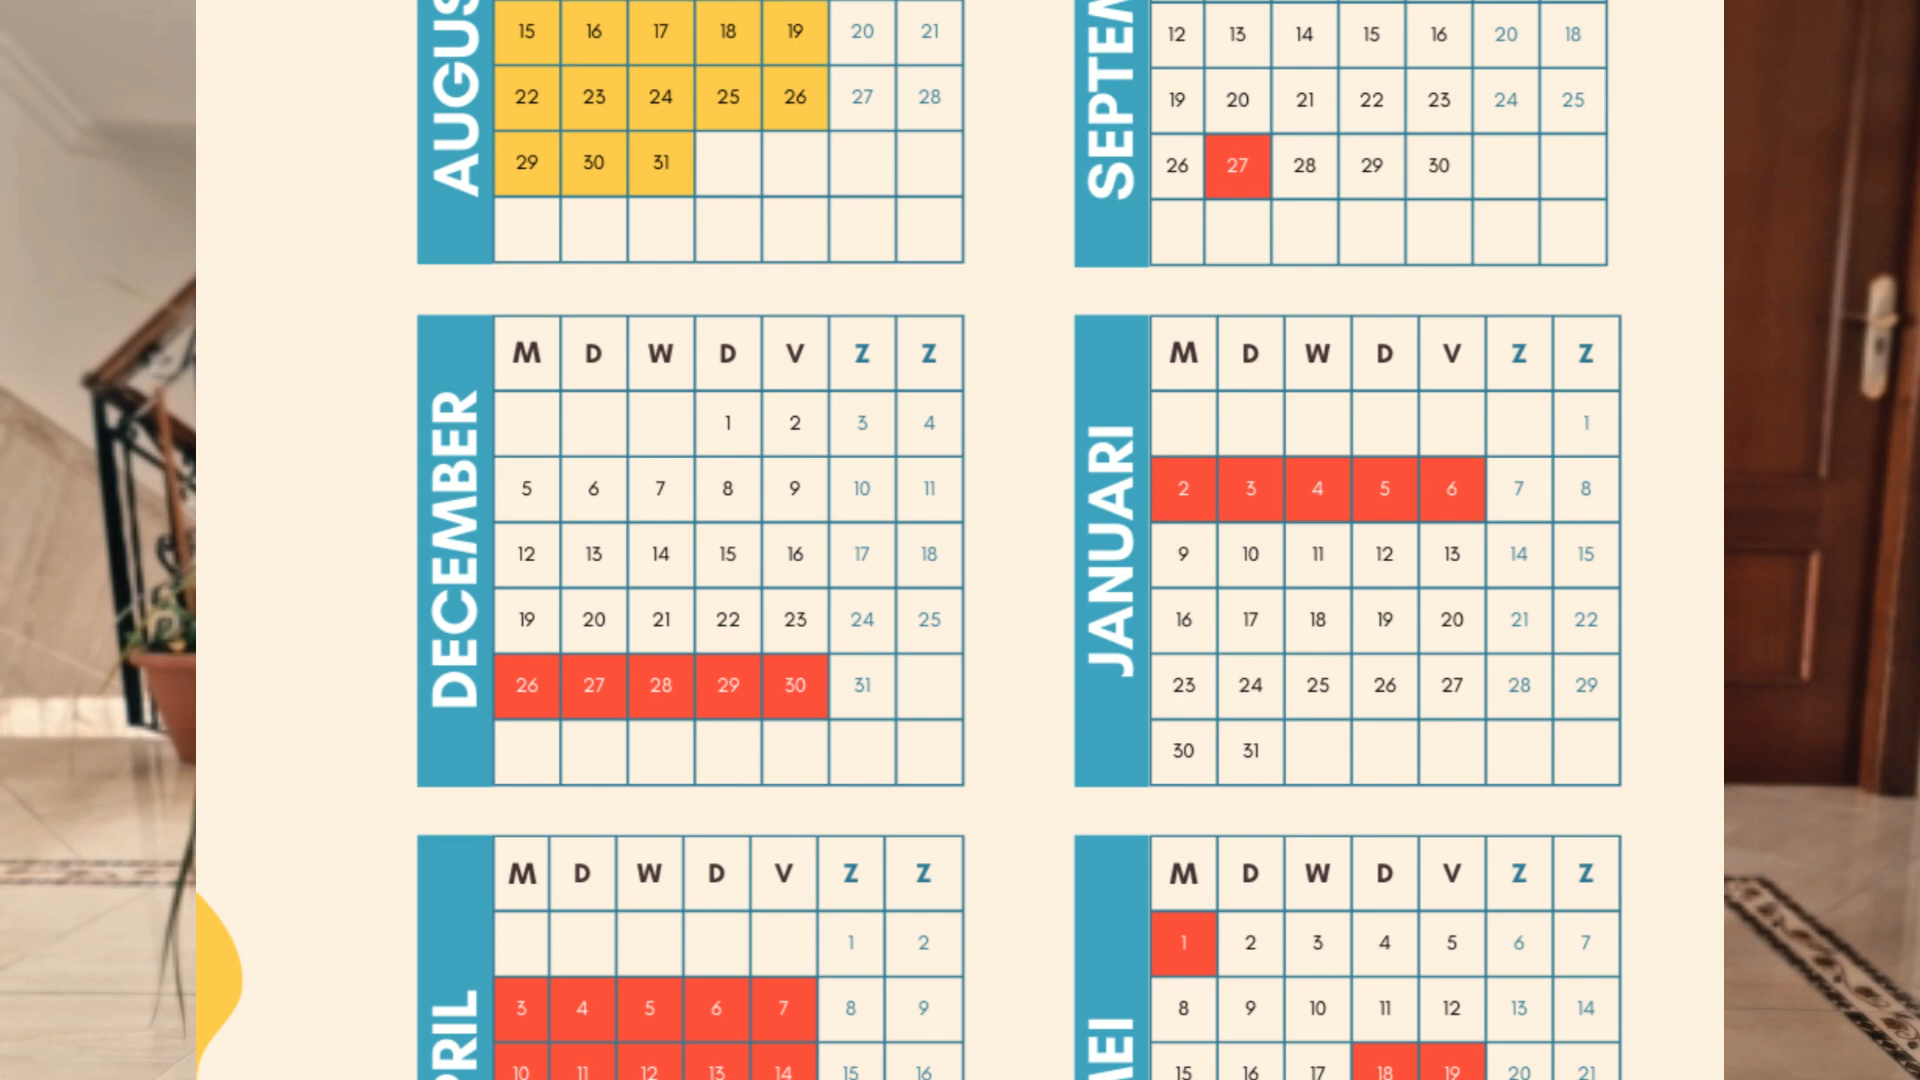 AUGUS
15 16 17 18 19 20 21
22 23 24 25 26 27 28
29 30 31
SEPTEM
12 13 14 15 16 20 18
19 20 21 22 23 24 25
26 27 28 29 30
DECEMBER
M D W D V Z Z
1 2 3 4
5 6 7 8 9 10 11
12 13 14 15 16 17 18
19 20 21 22 23 24 25
26 27 28 29 30 31
JANUARI
M D W D V Z Z
1
2 3 4 5 6 7 8
9 10 11 12 13 14 15
16 17 18 19 20 21 22
23 24 25 26 27 28 29
30 31
PRIL
M D W D V Z Z
1 2
3 4 5 6 7 8 9
10 11 12 13 14 15 16
MEI
M D W D V Z Z
1 2 3 4 5 6 7
8 9 10 11 12 13 14
15 16 17 18 19 20 21